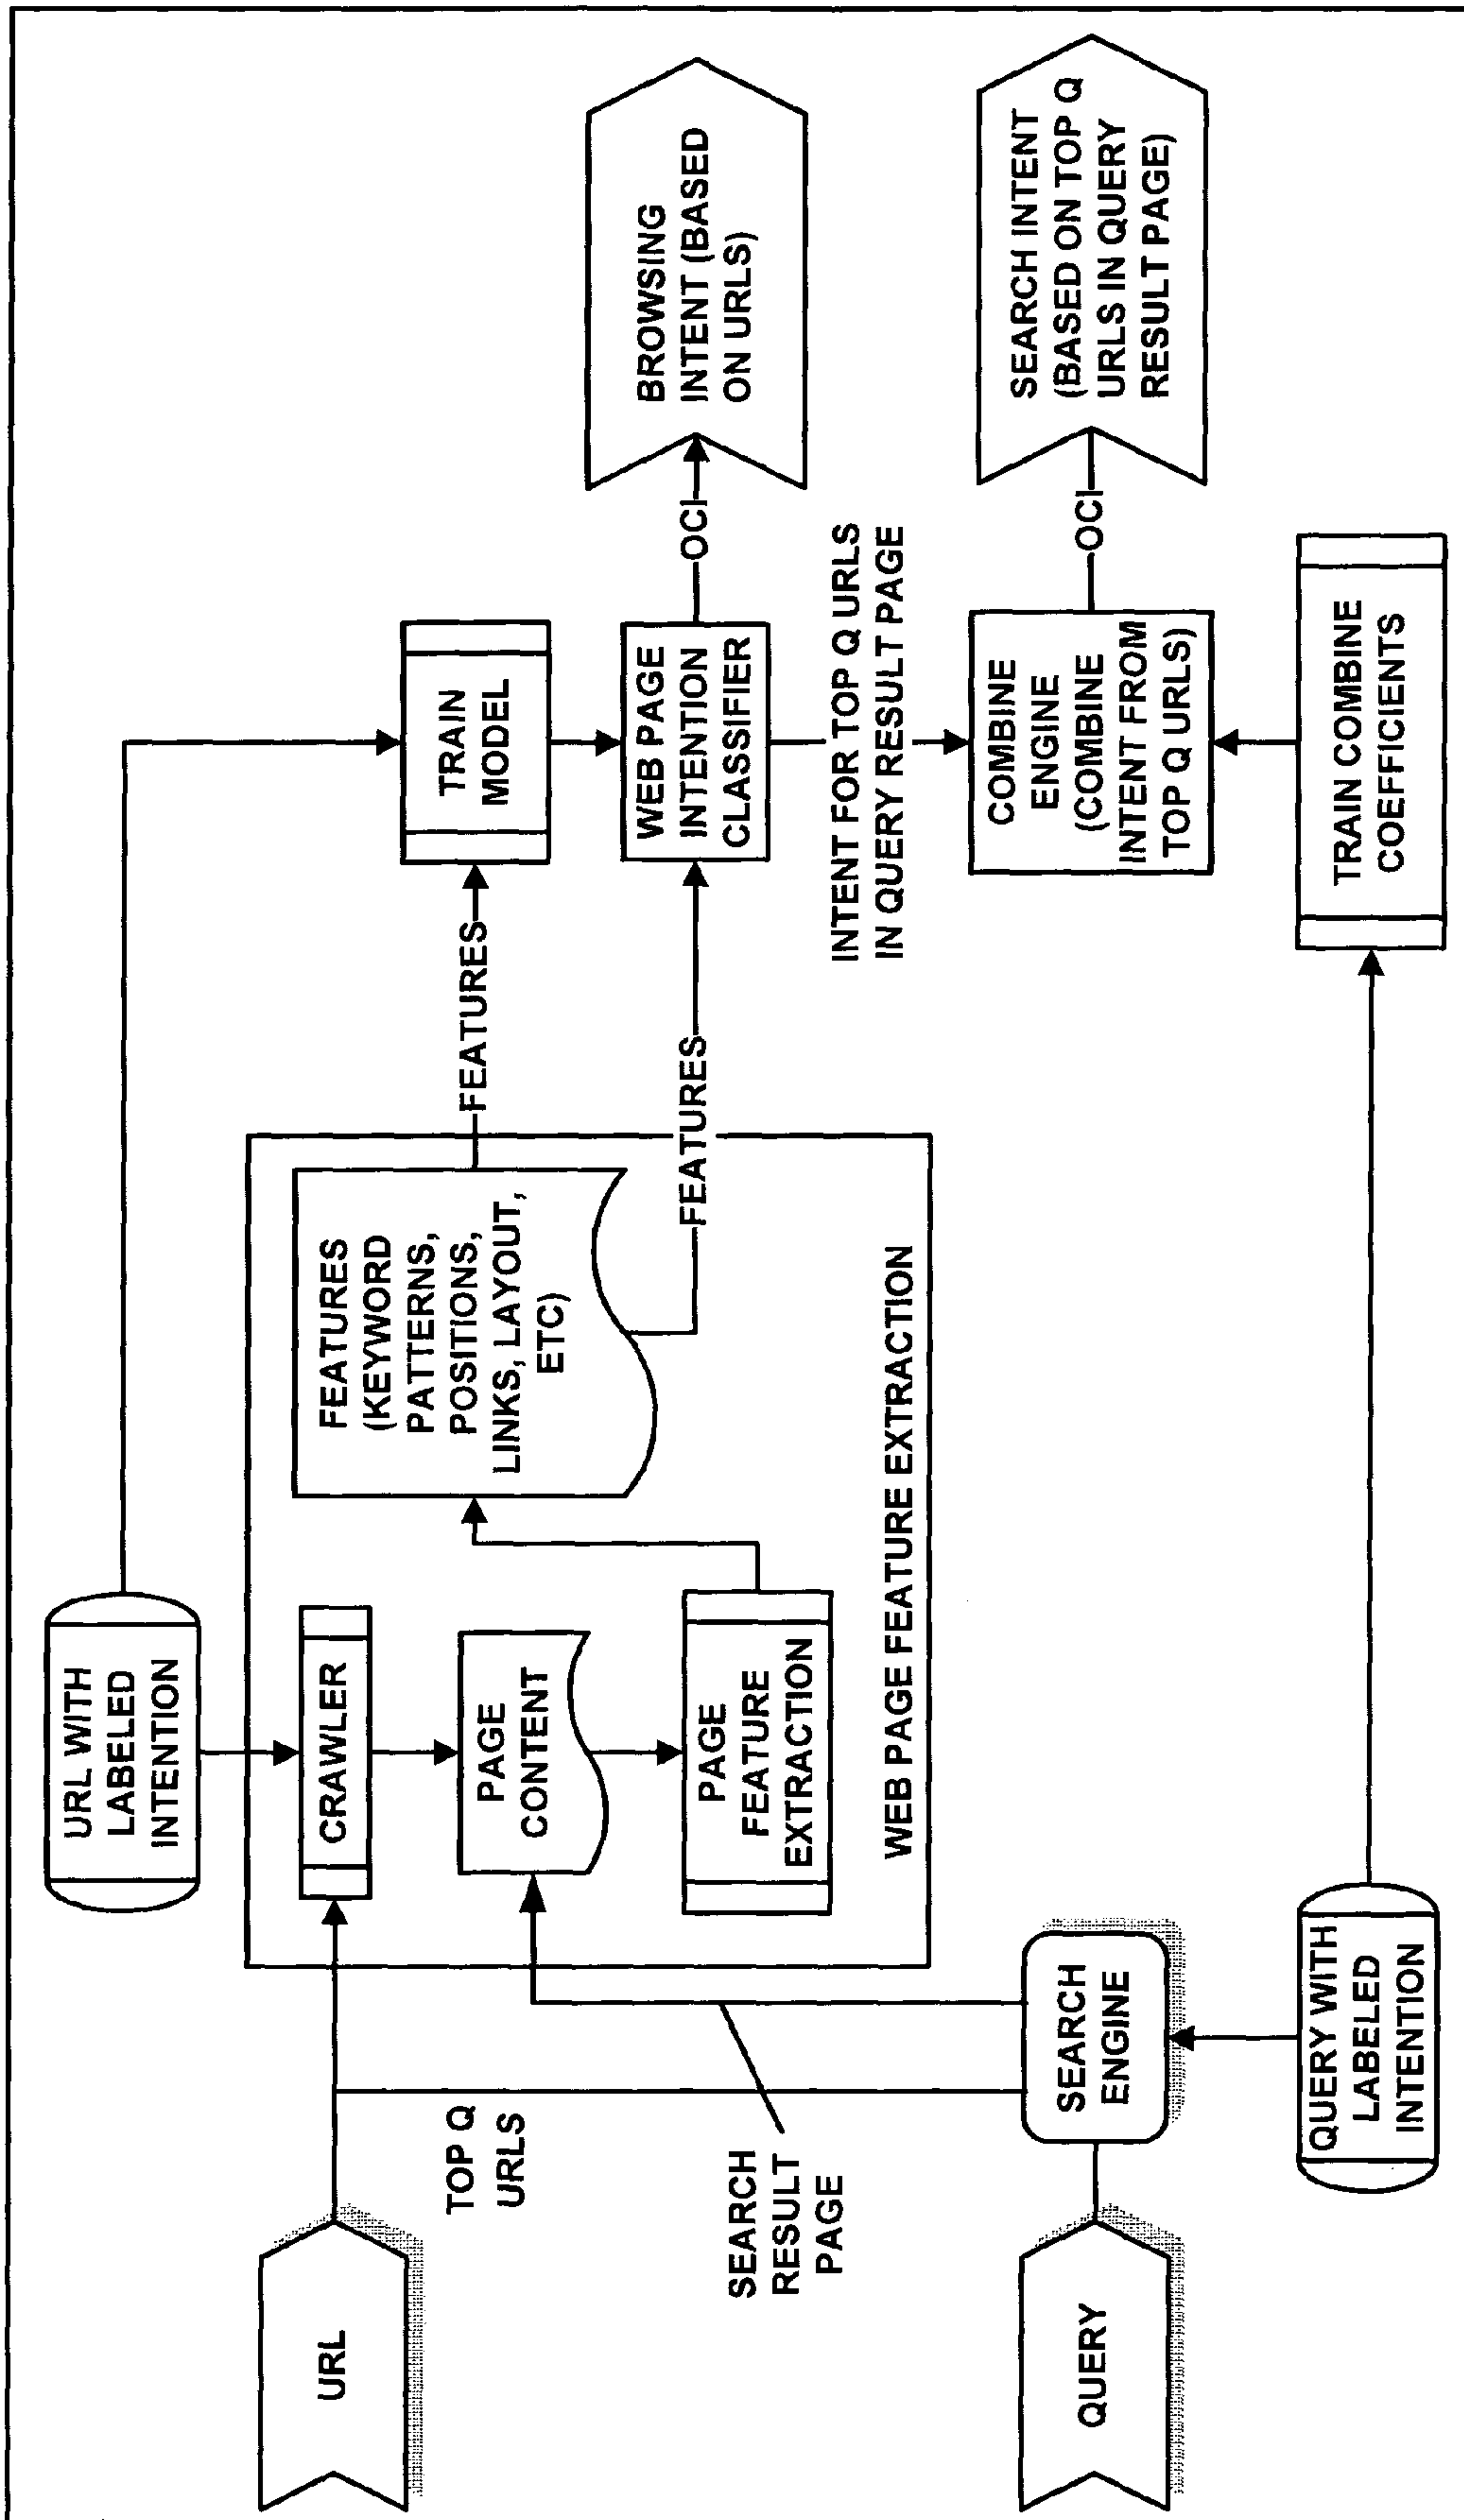 URL WITH
LABELED
INTENTION
URL
TOP Q
URLS
CRAWLER
PAGE
CONTENT
PAGE
FEATURE
EXTRACTION
FEATURES
(KEYWORD
PATTERNS,
POSITIONS,
LINKS, LAYOUT,
ETC)
WEB PAGE FEATURE EXTRACTION
FEATURES
FEATURES
TRAIN
MODEL
WEB PAGE
INTENTION
CLASSIFIER
OCI
BROWSING
INTENT (BASED
ON URLS)
SEARCH
RESULT
PAGE
INTENT FOR TOP Q URLS
IN QUERY RESULT PAGE
QUERY
SEARCH
ENGINE
COMBINE
ENGINE
(COMBINE
INTENT FROM
TOP Q URLS)
OCI
SEARCH INTENT
(BASED ON TOP Q
URLS IN QUERY
RESULT PAGE)
QUERY WITH
LABELED
INTENTION
TRAIN COMBINE
COEFFICIENTS